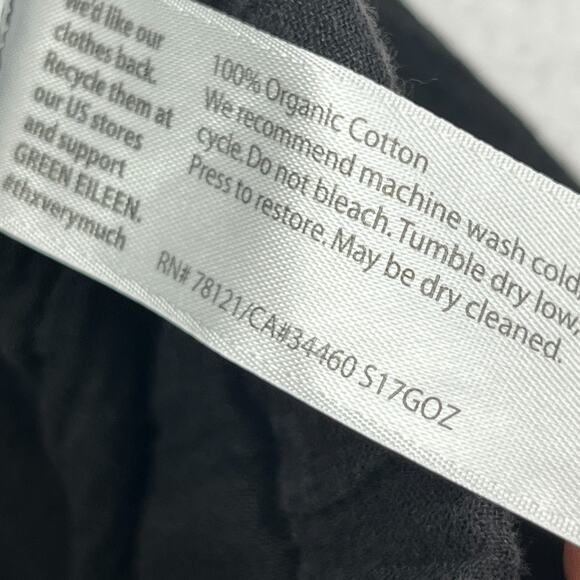 We'd like our
clothes back.
Recycle them at
our US stores
and support
GREEN EILEEN.
#thxverymuch
100% Organic Cotton
We recommend machine wash cold,
cycle. Do not bleach. Tumble dry low,
Press to restore. May be dry cleaned.
RN# 78121/CA#34460 S17GOZ